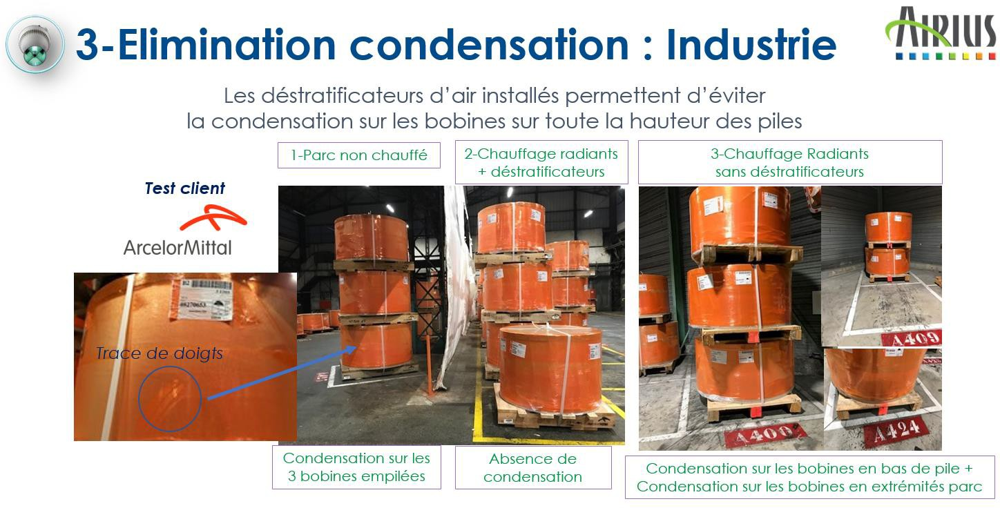 3-Elimination condensation : Industrie
AIRIUS
Les déstratificateurs d’air installés permettent d’éviter
la condensation sur les bobines sur toute la hauteur des piles
1-Parc non chauffé
2-Chauffage radiants
+ déstratificateurs
3-Chauffage Radiants
sans déstratificateurs
Test client
ArcelorMittal
Trace de doigts
A409
A400
A424
Condensation sur les
3 bobines empilées
Absence de
condensation
Condensation sur les bobines en bas de pile +
Condensation sur les bobines en extrémités parc